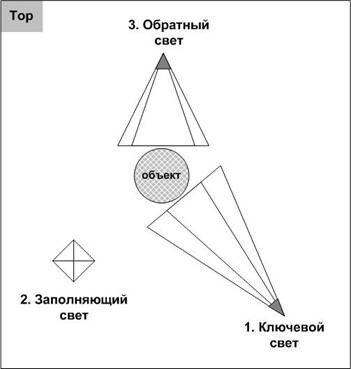 Top
3. Обратный
свет
объект
2. Заполняющий
свет
1. Ключевой
свет